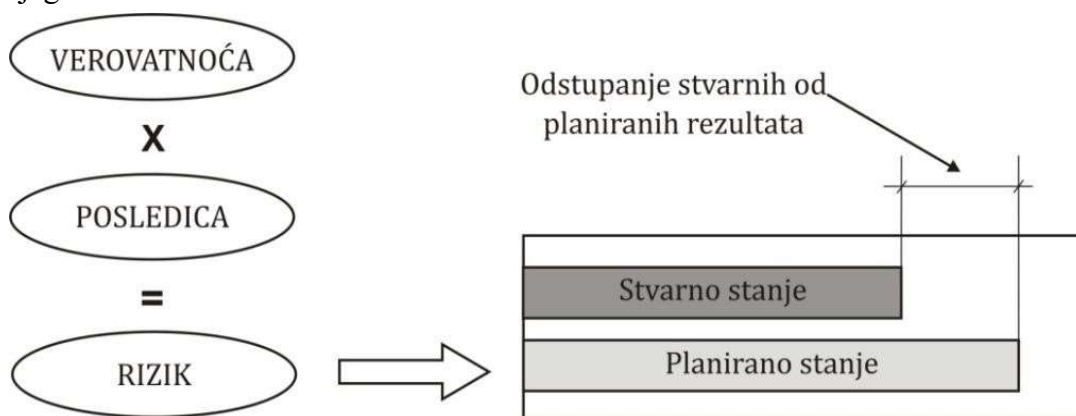 VEROVATNOĆA
X
POSLEDICA
=
RIZIK
Odstupanje stvarnih od
planiranih rezultata
Stvarno stanje
Planirano stanje